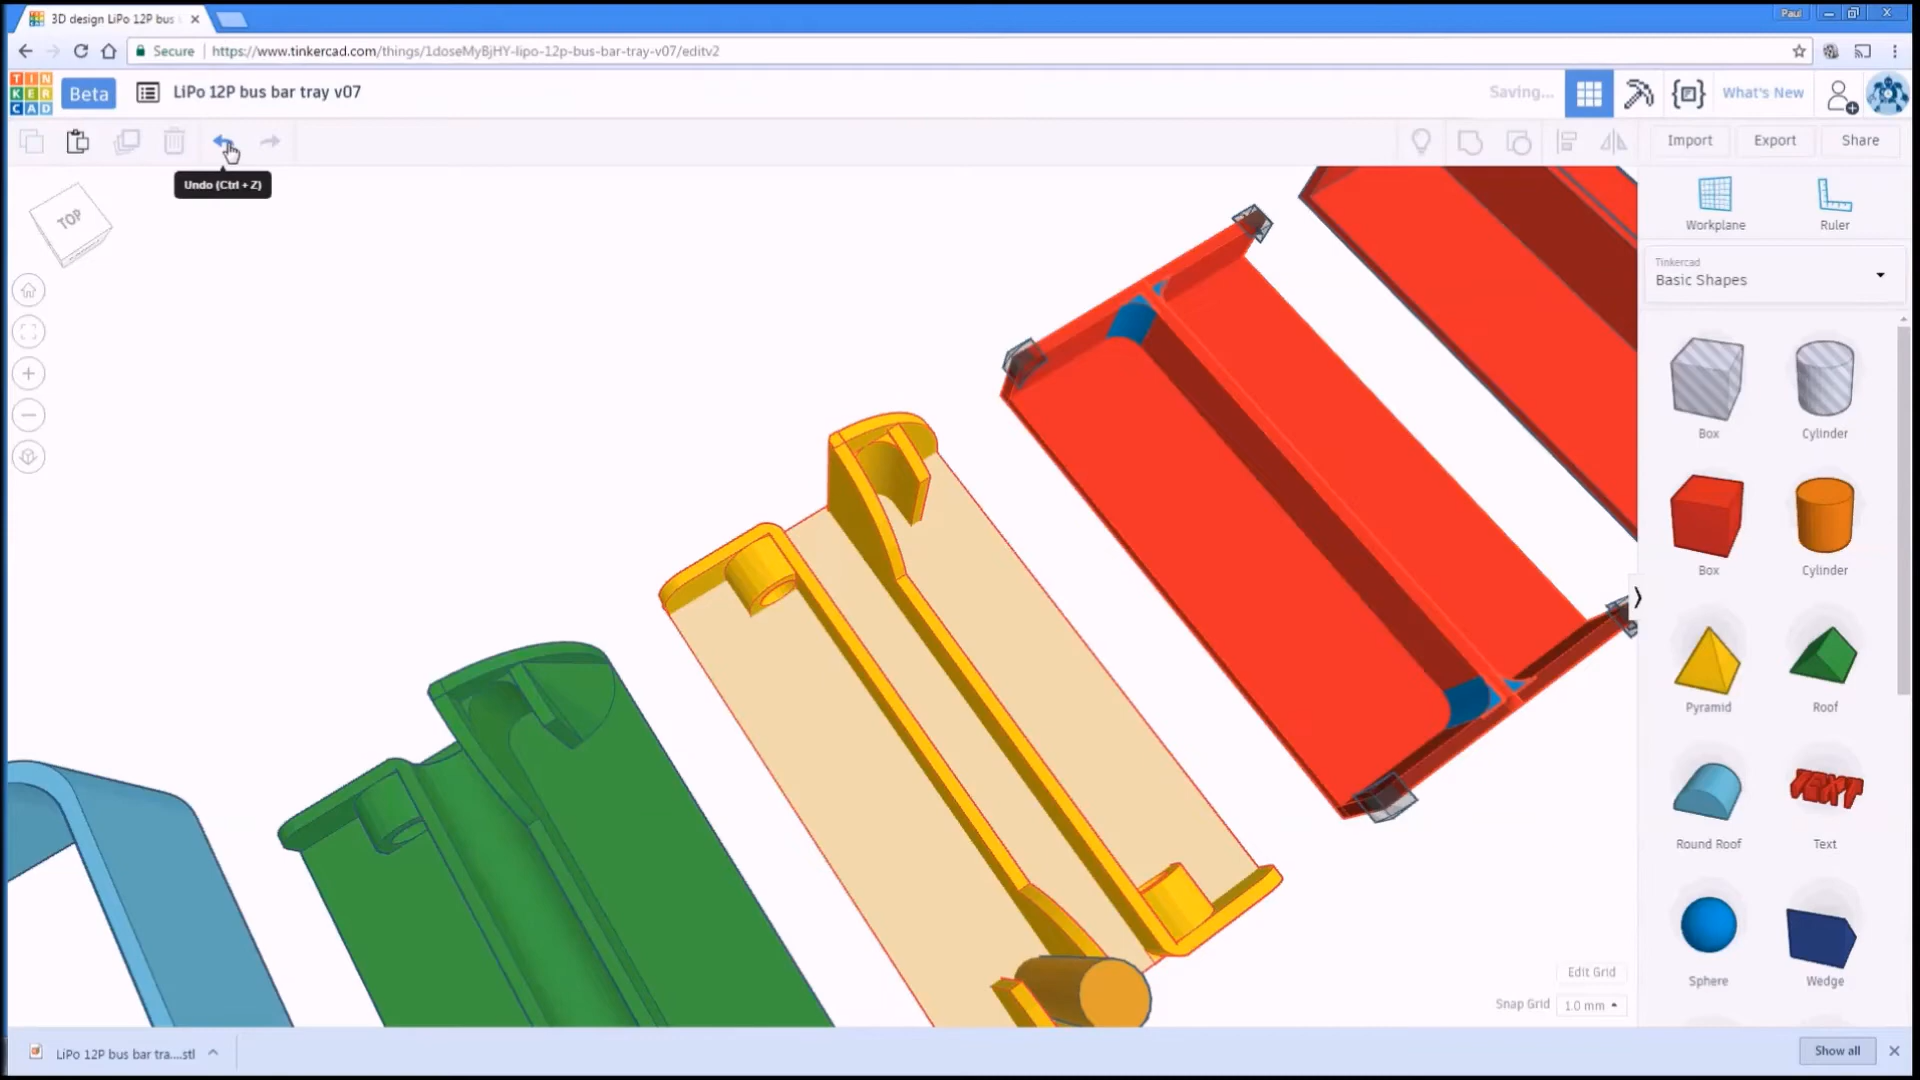 3D design LiPo 12P bus
Paul
Secure
https://www.tinkercad.com/things/1doseMyBjHY-lipo-12p-bus-bar-tray-v07/editv2
TIN
KER
CAD
Beta
LiPo 12P bus bar tray v07
Saving...
What's New
Undo (Ctrl + Z)
Import
Export
Share
TOP
Workplane
Ruler
Tinkercad
Basic Shapes
Box
Cylinder
Box
Cylinder
Pyramid
Roof
TEXT
Round Roof
Text
Sphere
Wedge
Edit Grid
Snap Grid
1.0 mm
LiPo 12P bus bar tra....stl
Show all